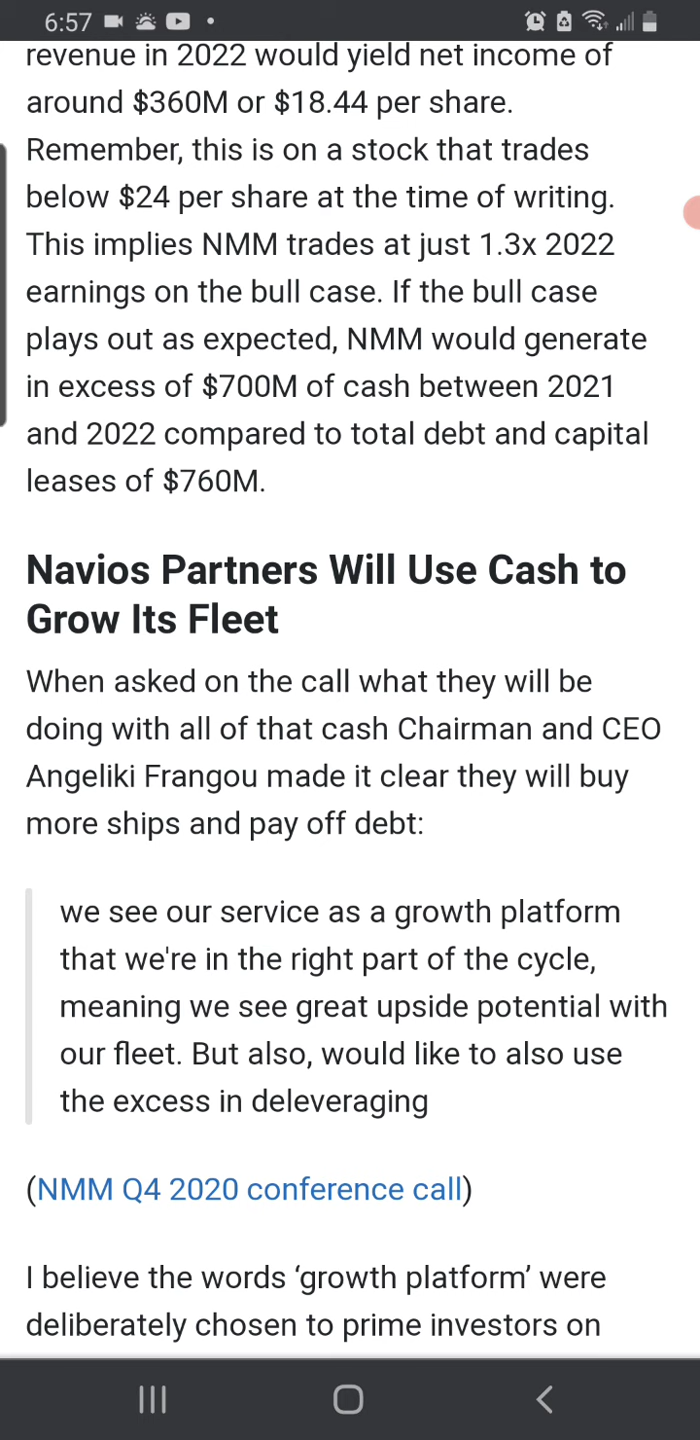 6:57
revenue in 2022 would yield net income of
around $360M or $18.44 per share.
Remember, this is on a stock that trades
below $24 per share at the time of writing.
This implies NMM trades at just 1.3x 2022
earnings on the bull case. If the bull case
plays out as expected, NMM would generate
in excess of $700M of cash between 2021
and 2022 compared to total debt and capital
leases of $760M.
Navios Partners Will Use Cash to
Grow Its Fleet
When asked on the call what they will be
doing with all of that cash Chairman and CEO
Angeliki Frangou made it clear they will buy
more ships and pay off debt:
we see our service as a growth platform
that we're in the right part of the cycle,
meaning we see great upside potential with
our fleet. But also, would like to also use
the excess in deleveraging
(NMM Q4 2020 conference call)
I believe the words ‘growth platform’ were
deliberately chosen to prime investors on